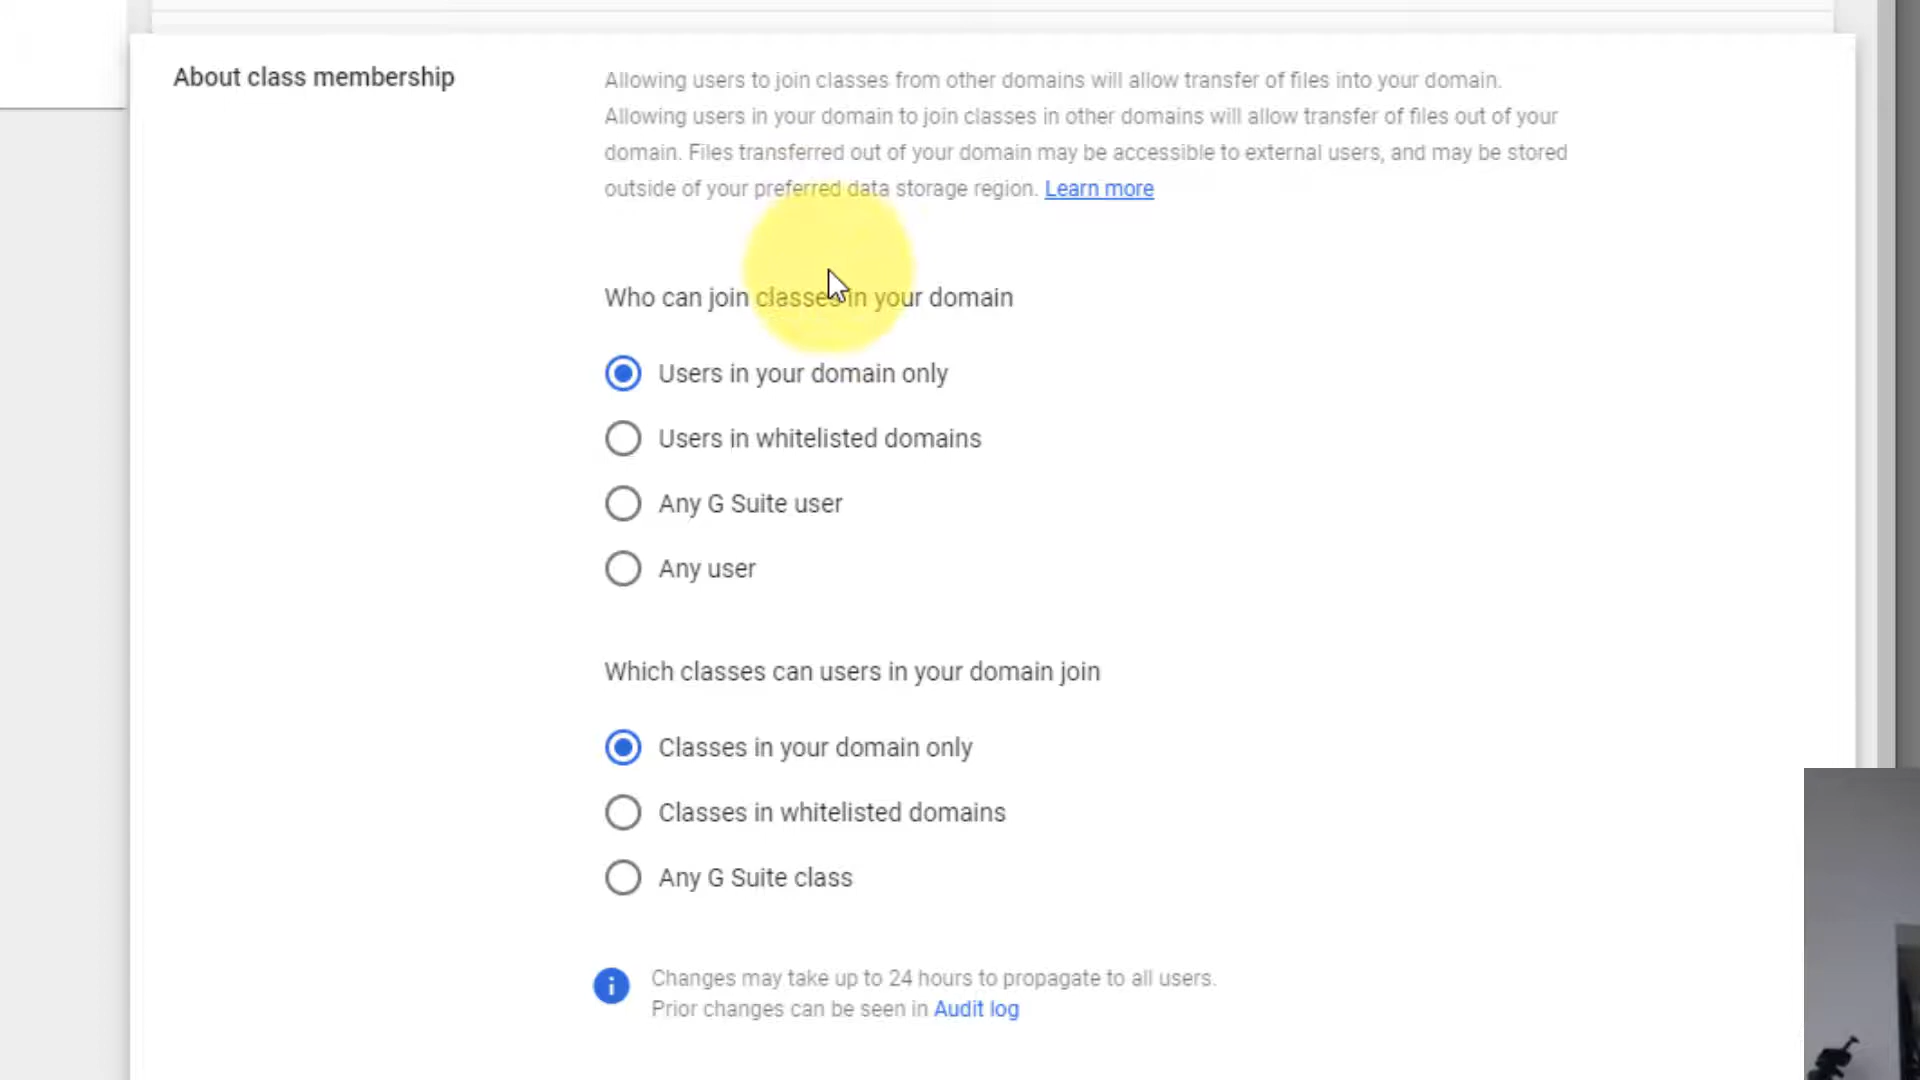 About class membership
Allowing users to join classes from other domains will allow transfer of files into your domain.
Allowing users in your domain to join classes in other domains will allow transfer of files out of your
domain. Files transferred out of your domain may be accessible to external users, and may be stored
outside of your preferred data storage region. Learn more
Who can join classes in your domain
Users in your domain only
Users in whitelisted domains
Any G Suite user
Any user
Which classes can users in your domain join
Classes in your domain only
Classes in whitelisted domains
Any G Suite class
Changes may take up to 24 hours to propagate to all users.
Prior changes can be seen in Audit log